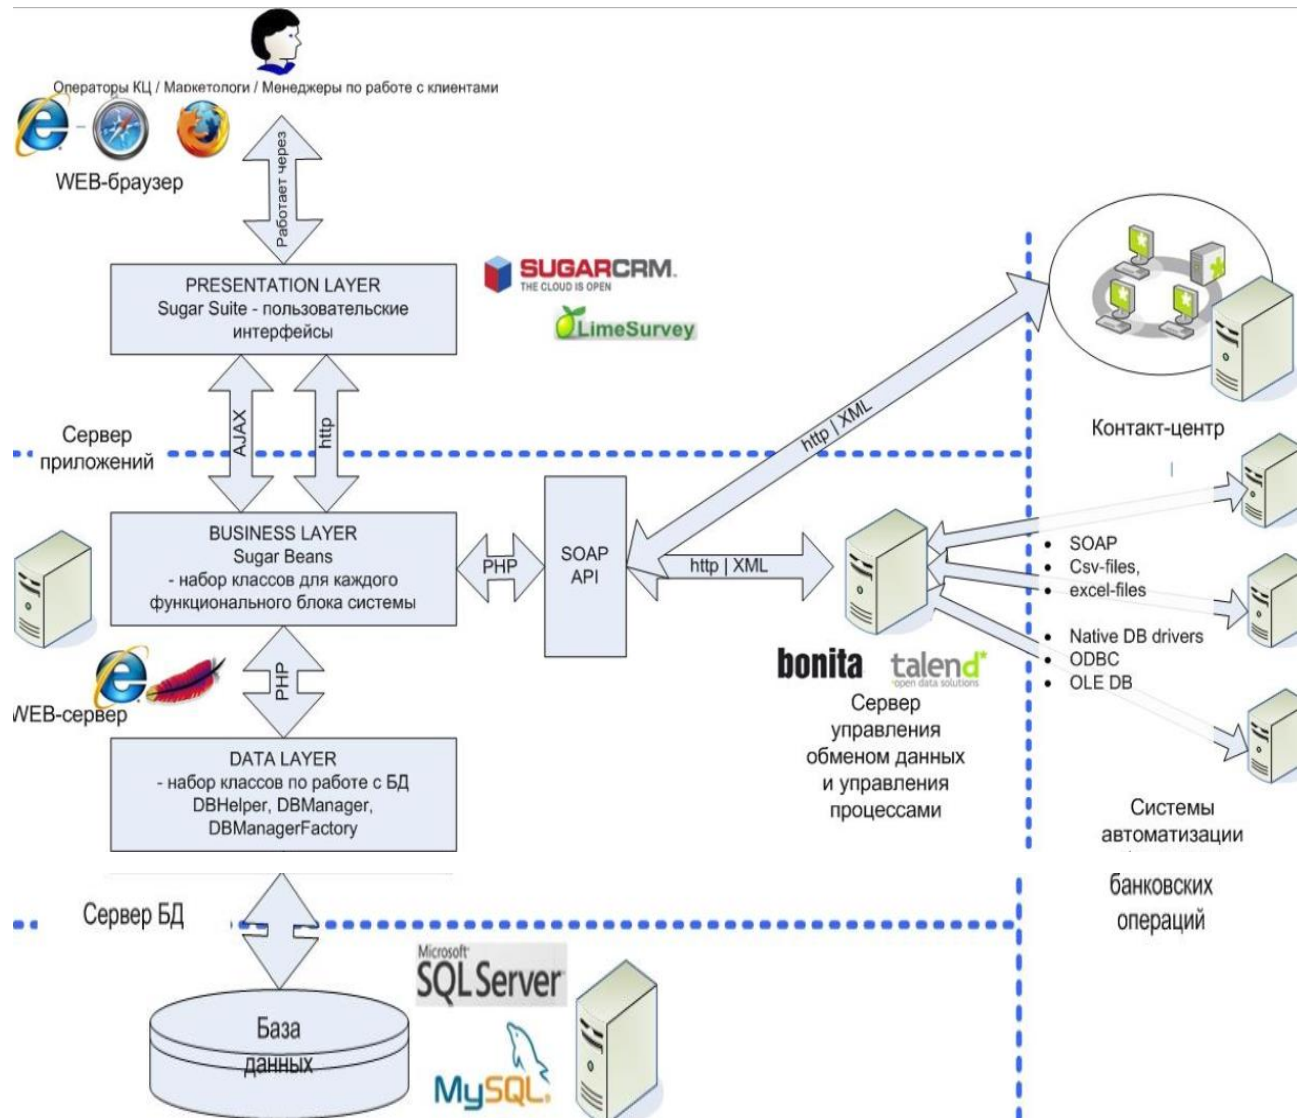 Операторы КЦ / Маркетологи / Менеджеры по работе с клиентами
WEB-браузер
Работает через
PRESENTATION LAYER
Sugar Suite - пользовательские
интерфейсы
SUGARCRM.
THE CLOUD IS OPEN
LimeSurvey
AJAX
http
Сервер
приложений
http | XML
Контакт-центр
BUSINESS LAYER
Sugar Beans
- набор классов для каждого
функционального блока системы
PHP
SOAP
API
http | XML
• SOAP
• Csv-files,
• excel-files
• Native DB drivers
• ODBC
• OLE DB
bonita
talend*
open data solutions
Сервер
управления
обменом данных
и управления
процессами
WEB-сервер
PHP
DATA LAYER
- набор классов по работе с БД
DBHelper, DBManager,
DBManagerFactory
Системы
автоматизации
банковских
операций
Сервер БД
Microsoft
SQL Server
База
данных
MySQL